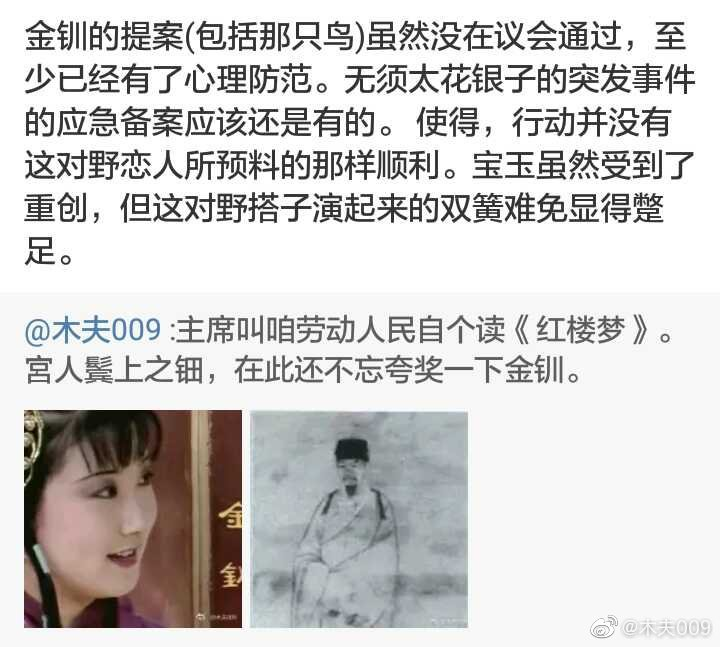 金钏的提案(包括那只鸟)虽然没在议会通过，至
少已经有了心理防范。无须太花银子的突发事件
的应急备案应该还是有的。 使得，行动并没有
这对野恋人所预料的那样顺利。宝玉虽然受到了
重创，但这对野搭子演起来的双簧难免显得蹩
足。
@木夫009 :主席叫咱劳动人民自个读《红楼梦》。
宫人鬓上之钿，在此还不忘夸奖一下金钏。
金
钏
@木夫009